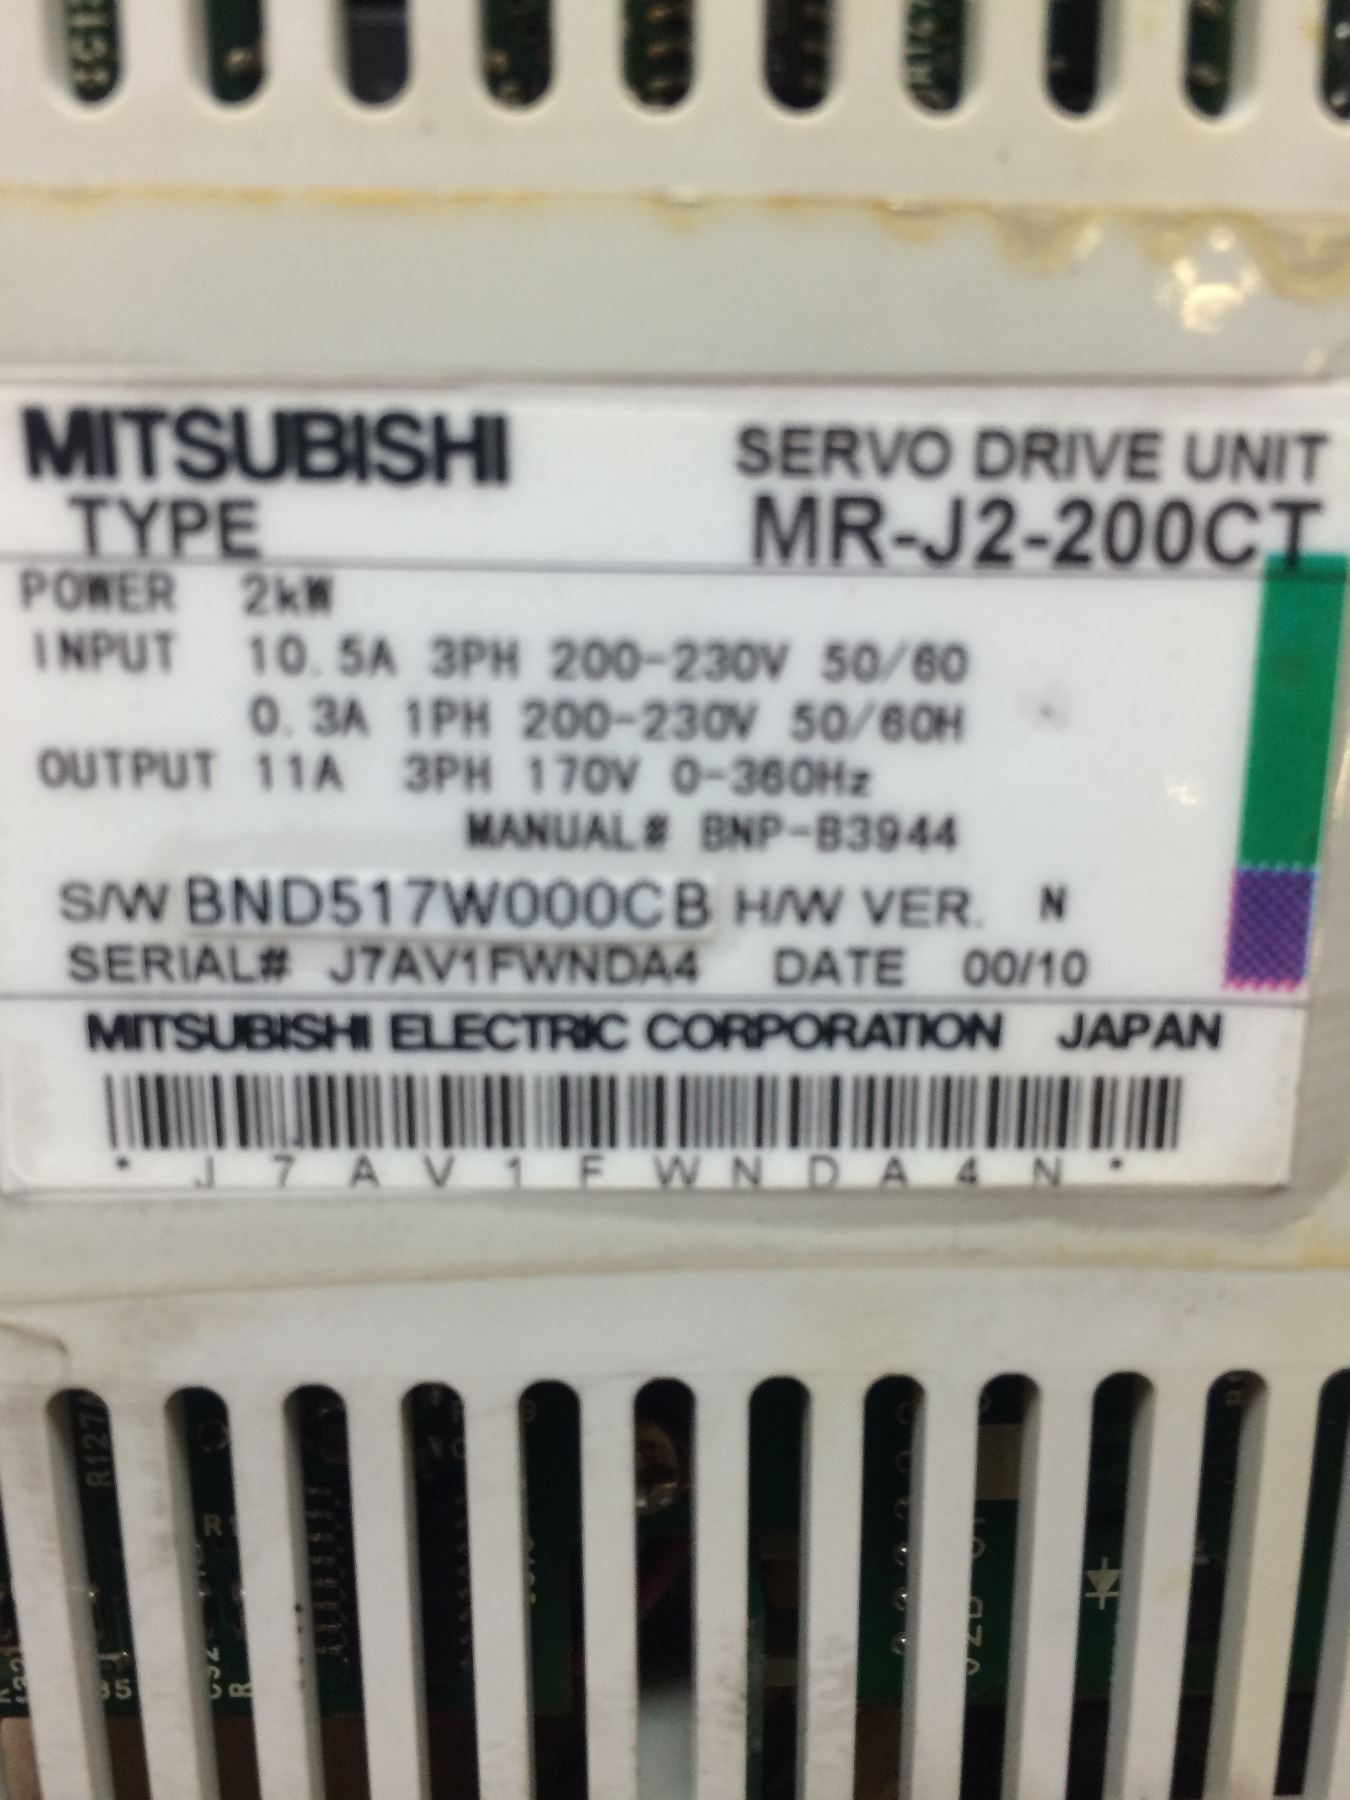 MITSUBISHI SERVO DRIVE UNIT
TYPE MR-J2-200CT
POWER 2kW
INPUT 10.5A 3PH 200-230V 50/60
0.3A 1PH 200-230V 50/60H
OUTPUT 11A 3PH 170V 0-360Hz
MANUAL# BNP-B3944
S/W BND517W000CB H/W VER. N
SERIAL# J7AV1FWNDA4 DATE 00/10
MITSUBISHI ELECTRIC CORPORATION JAPAN
* J 7 A V 1 F W N D A 4 N *
R127